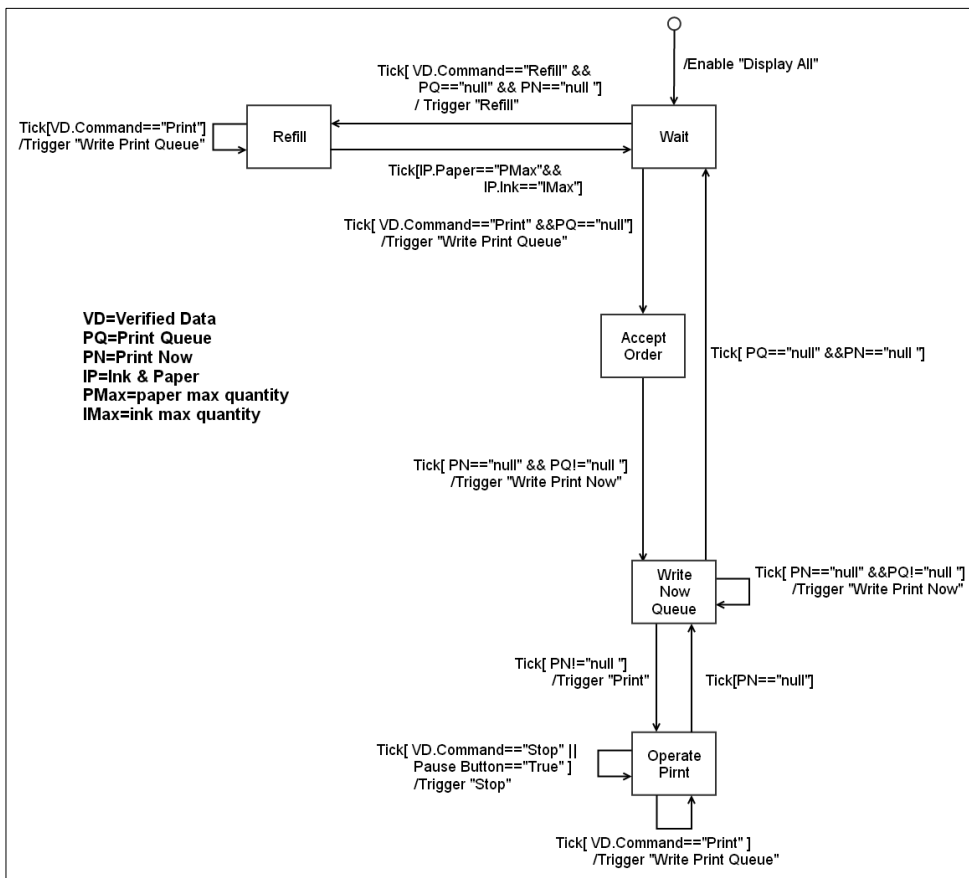 /Enable "Display All"
Tick[ VD.Command=="Refill" &&
PQ=="null" && PN=="null "]
/ Trigger "Refill"
Tick[VD.Command=="Print"]
/Trigger "Write Print Queue"
Refill
Wait
Tick[IP.Paper=="PMax"&&
IP.Ink=="IMax"]
Tick[ VD.Command=="Print" &&PQ=="null"]
/Trigger "Write Print Queue"
VD=Verified Data
PQ=Print Queue
PN=Print Now
IP=Ink & Paper
PMax=paper max quantity
IMax=ink max quantity
Accept
Order
Tick[ PQ=="null" &&PN=="null "]
Tick[ PN=="null" && PQ!="null "]
/Trigger "Write Print Now"
Write
Now
Queue
Tick[ PN=="null" &&PQ!="null "]
/Trigger "Write Print Now"
Tick[ PN!="null "]
/Trigger "Print"
Tick[PN=="null"]
Tick[ VD.Command=="Stop" ||
Pause Button=="True" ]
/Trigger "Stop"
Operate
Pirnt
Tick[ VD.Command=="Print" ]
/Trigger "Write Print Queue"